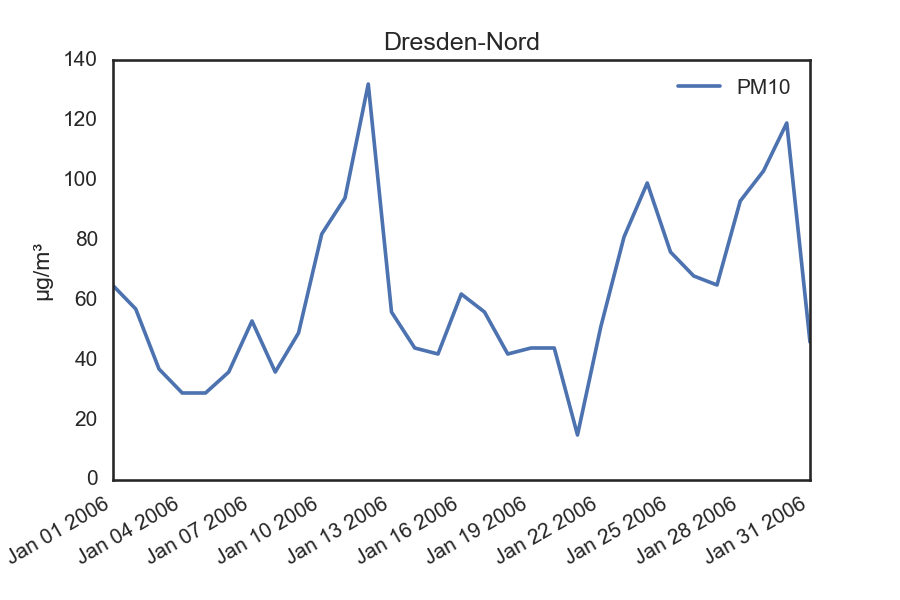 Dresden-Nord
PM10
µg/m³
140
120
100
80
60
40
20
0
Jan 01 2006
Jan 04 2006
Jan 07 2006
Jan 10 2006
Jan 13 2006
Jan 16 2006
Jan 19 2006
Jan 22 2006
Jan 25 2006
Jan 28 2006
Jan 31 2006